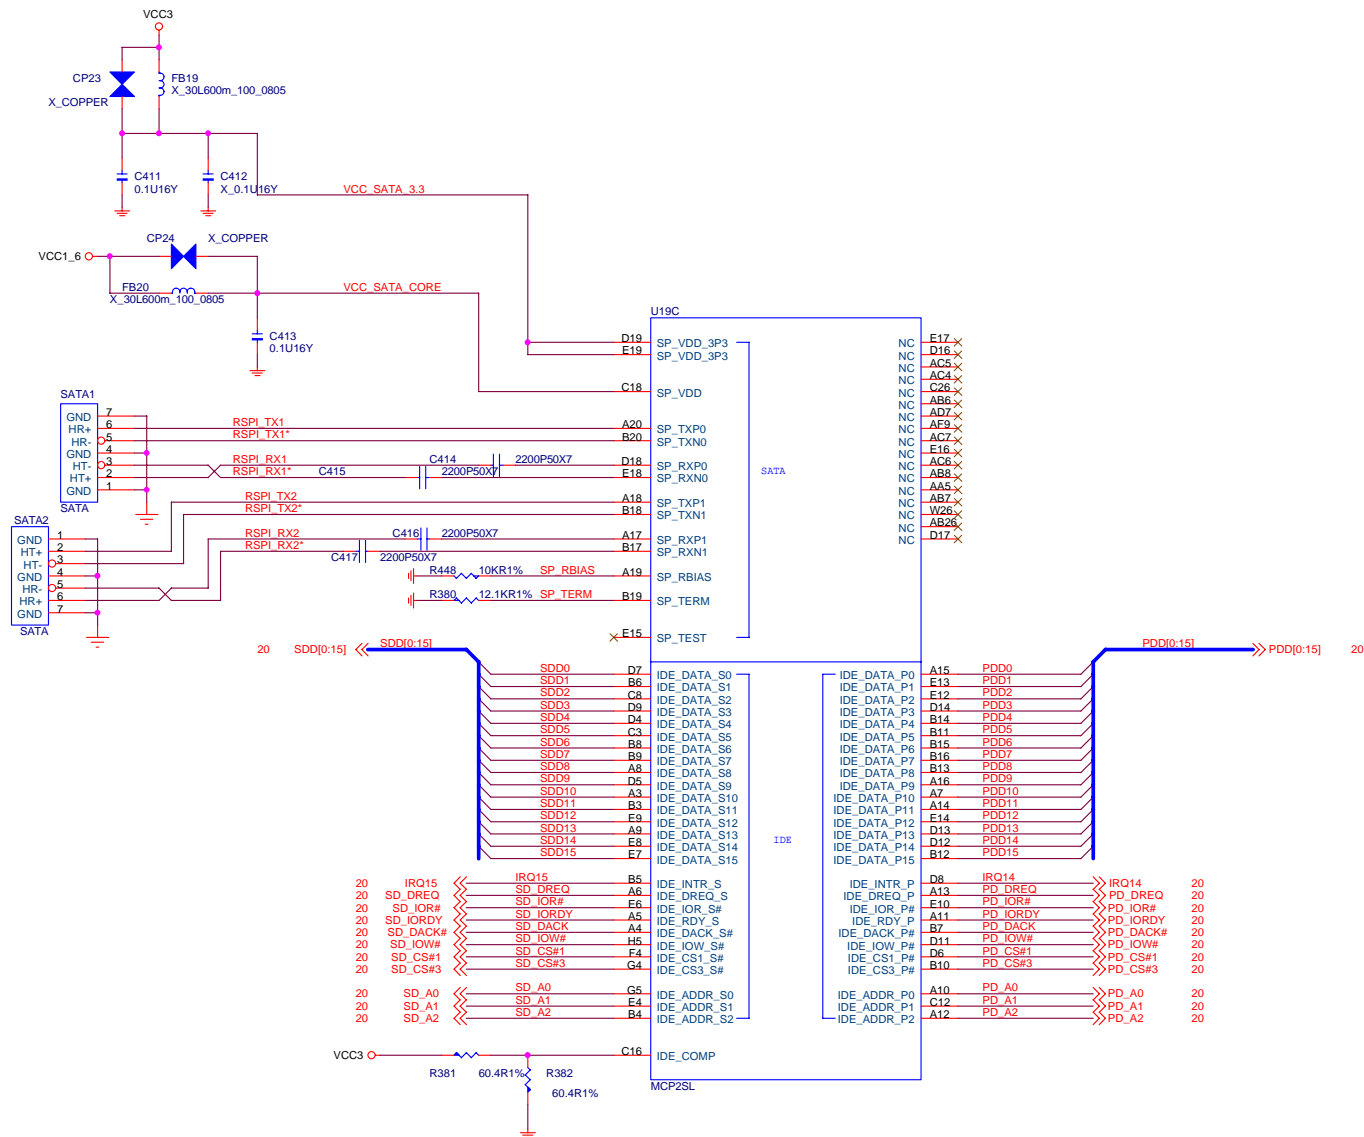 VCC3
CP23
X_COPPER
FB19
X_30L600m_100_0805
C411
0.1U16Y
C412
X_0.1U16Y
VCC_SATA_3.3
CP24
X_COPPER
VCC1_6
FB20
X_30L600m_100_0805
VCC_SATA_CORE
C413
0.1U16Y
U19C
D19 SP_VDD_3P3
E19 SP_VDD_3P3
C18 SP_VDD
SATA1
GND 7
HR+ 6 RSPI_TX1 A20 SP_TXP0
HR- 5 RSPI_TX1* B20 SP_TXN0
GND 4
HT- 3 RSPI_RX1 C414 2200P50X7 D18 SP_RXP0
HT+ 2 RSPI_RX1* C415 2200P50X7 E18 SP_RXN0
GND 1
SATA
RSPI_TX2 A18 SP_TXP1
RSPI_TX2* B18 SP_TXN1
SATA2
GND 1
HT+ 2
HT- 3
GND 4
HR- 5
HR+ 6
GND 7
SATA
RSPI_RX2 C416 2200P50X7 A17 SP_RXP1
RSPI_RX2* C417 2200P50X7 B17 SP_RXN1
R448 10KR1% SP_RBIAS A19 SP_RBIAS
R380 12.1KR1% SP_TERM B19 SP_TERM
E15 SP_TEST
SATA
NC E17
NC D16
NC AC5
NC AC4
NC C26
NC AB6
NC AD7
NC AF9
NC AC7
NC E16
NC AC6
NC AB8
NC AA5
NC AB7
NC W26
NC AB26
NC D17
20 SDD[0:15] SDD[0:15]
PDD[0:15] PDD[0:15] 20
SDD0 D7 IDE_DATA_S0 IDE_DATA_P0 A15 PDD0
SDD1 B6 IDE_DATA_S1 IDE_DATA_P1 E13 PDD1
SDD2 C8 IDE_DATA_S2 IDE_DATA_P2 E12 PDD2
SDD3 D9 IDE_DATA_S3 IDE_DATA_P3 D14 PDD3
SDD4 D4 IDE_DATA_S4 IDE_DATA_P4 B14 PDD4
SDD5 C3 IDE_DATA_S5 IDE_DATA_P5 B11 PDD5
SDD6 B8 IDE_DATA_S6 IDE_DATA_P6 B15 PDD6
SDD7 B9 IDE_DATA_S7 IDE_DATA_P7 B16 PDD7
SDD8 A8 IDE_DATA_S8 IDE_DATA_P8 B13 PDD8
SDD9 D5 IDE_DATA_S9 IDE_DATA_P9 A16 PDD9
SDD10 A3 IDE_DATA_S10 IDE_DATA_P10 A7 PDD10
SDD11 B3 IDE_DATA_S11 IDE_DATA_P11 A14 PDD11
SDD12 E9 IDE_DATA_S12 IDE_DATA_P12 E14 PDD12
SDD13 A9 IDE_DATA_S13 IDE_DATA_P13 D13 PDD13
SDD14 E8 IDE_DATA_S14 IDE_DATA_P14 D12 PDD14
SDD15 E7 IDE_DATA_S15 IDE_DATA_P15 B12 PDD15
IDE
20 IRQ15 IRQ15 B5 IDE_INTR_S IDE_INTR_P D8 IRQ14 IRQ14 20
20 SD_DREQ SD_DREQ A6 IDE_DREQ_S IDE_DREQ_P A13 PD_DREQ PD_DREQ 20
20 SD_IOR# SD_IOR# E6 IDE_IOR_S# IDE_IOR_P# E10 PD_IOR# PD_IOR# 20
20 SD_IORDY SD_IORDY A5 IDE_RDY_S IDE_RDY_P A11 PD_IORDY PD_IORDY 20
20 SD_DACK# SD_DACK A4 IDE_DACK_S# IDE_DACK_P# B7 PD_DACK PD_DACK# 20
20 SD_IOW# SD_IOW# H5 IDE_IOW_S# IDE_IOW_P# D11 PD_IOW# PD_IOW# 20
20 SD_CS#1 SD_CS#1 F4 IDE_CS1_S# IDE_CS1_P# D6 PD_CS#1 PD_CS#1 20
20 SD_CS#3 SD_CS#3 G4 IDE_CS3_S# IDE_CS3_P# B10 PD_CS#3 PD_CS#3 20
20 SD_A0 SD_A0 G5 IDE_ADDR_S0 IDE_ADDR_P0 A10 PD_A0 PD_A0 20
20 SD_A1 SD_A1 E4 IDE_ADDR_S1 IDE_ADDR_P1 C12 PD_A1 PD_A1 20
20 SD_A2 SD_A2 B4 IDE_ADDR_S2 IDE_ADDR_P2 A12 PD_A2 PD_A2 20
VCC3 C16 IDE_COMP
R381 60.4R1% R382
60.4R1%
MCP2SL